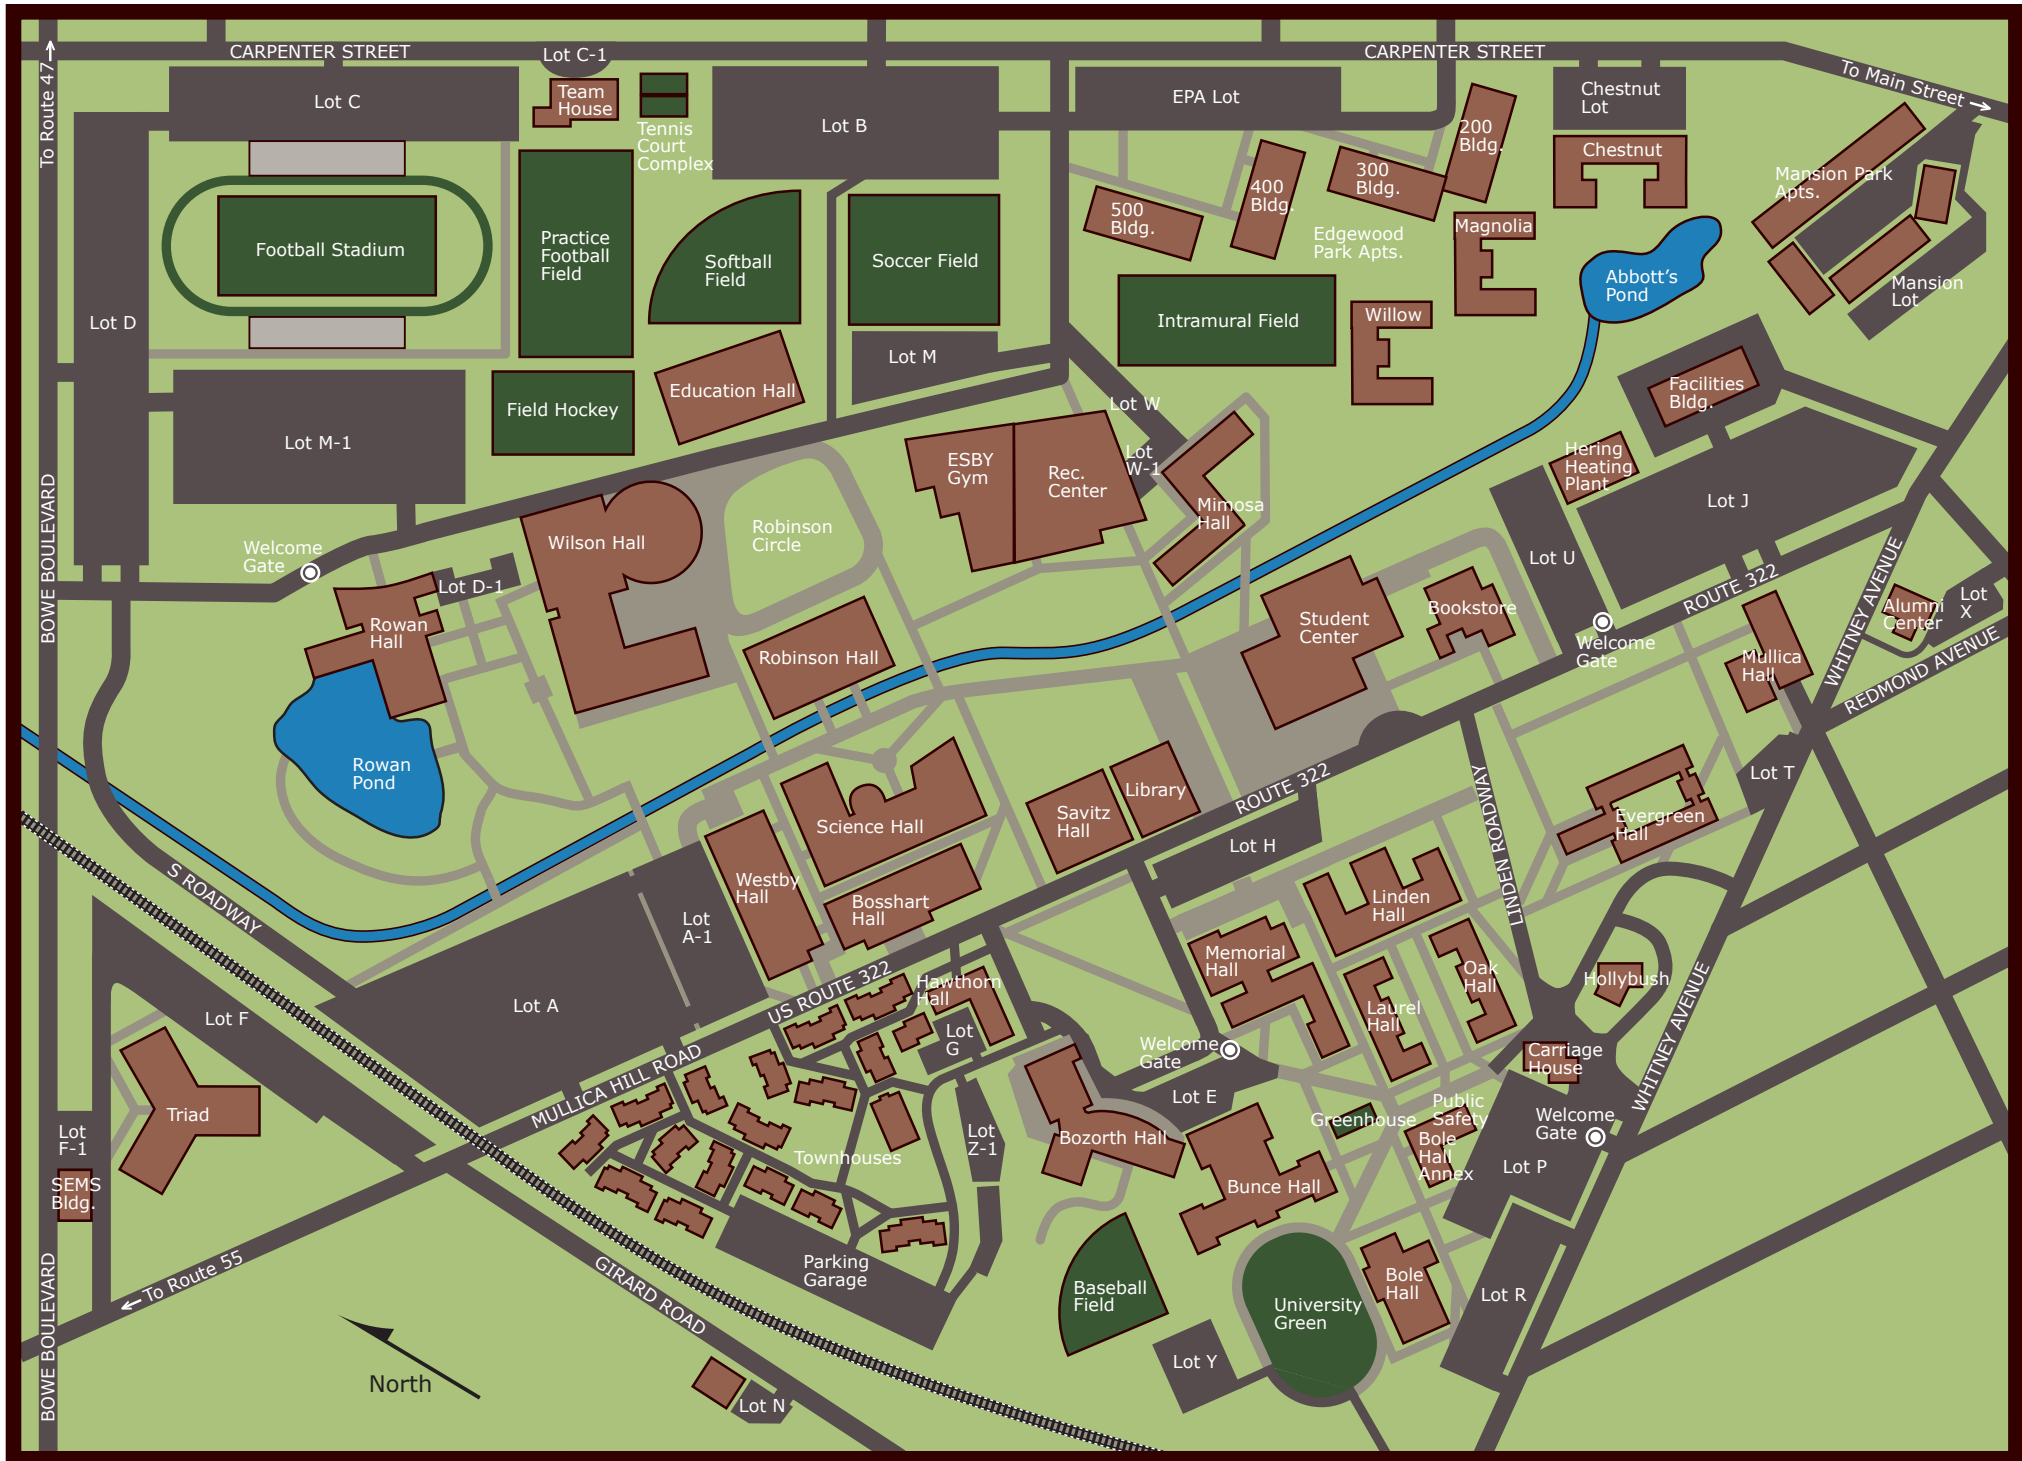 CARPENTER STREET
Lot C-1
CARPENTER STREET
To Main Street
To Route 47
Lot C
Team
House
Tennis
Court
Complex
Lot B
EPA Lot
200
Bldg.
Chestnut
Lot
Chestnut
Mansion Park
Apts.
300
Bldg.
400
Bldg.
500
Bldg.
Magnolia
Edgewood
Park Apts.
Football Stadium
Practice
Football
Field
Softball
Field
Soccer Field
Abbott's
Pond
Mansion
Lot
Lot D
Intramural Field
Willow
Lot M
Education Hall
Field Hockey
Lot M-1
Lot W
Facilities
Bldg.
Lot
W-1
ESBY
Gym
Rec.
Center
Hering
Heating
Plant
Lot J
Mimosa
Hall
Robinson
Circle
Wilson Hall
BOWE BOULEVARD
Welcome
Gate
Lot D-1
Lot U
ROUTE 322
WHITNEY AVENUE
Alumni
Center
Lot
X
Rowan
Hall
Student
Center
Bookstore
Welcome
Gate
Robinson Hall
Mullica
Hall
REDMOND AVENUE
Rowan
Pond
Lot T
ROUTE 322
Library
Savitz
Hall
LINDEN ROADWAY
Evergreen
Hall
Science Hall
Lot H
S ROADWAY
Westby
Hall
Bosshart
Hall
Linden
Hall
Lot
A-1
Memorial
Hall
Oak
Hall
Hollybush
US ROUTE 322
Hawthorn
Hall
Lot A
Lot F
Laurel
Hall
Lot
G
Welcome
Gate
Carriage
House
WHITNEY AVENUE
MULLICA HILL ROAD
Lot E
Triad
Greenhouse
Public
Safety
Welcome
Gate
Lot
F-1
Lot
Z-1
Bozorth Hall
Bole
Hall
Annex
Townhouses
Lot P
SEMS
Bldg.
Bunce Hall
To Route 55
Parking
Garage
GIRARD ROAD
Baseball
Field
University
Green
Bole
Hall
Lot R
BOWE BOULEVARD
North
Lot Y
Lot N